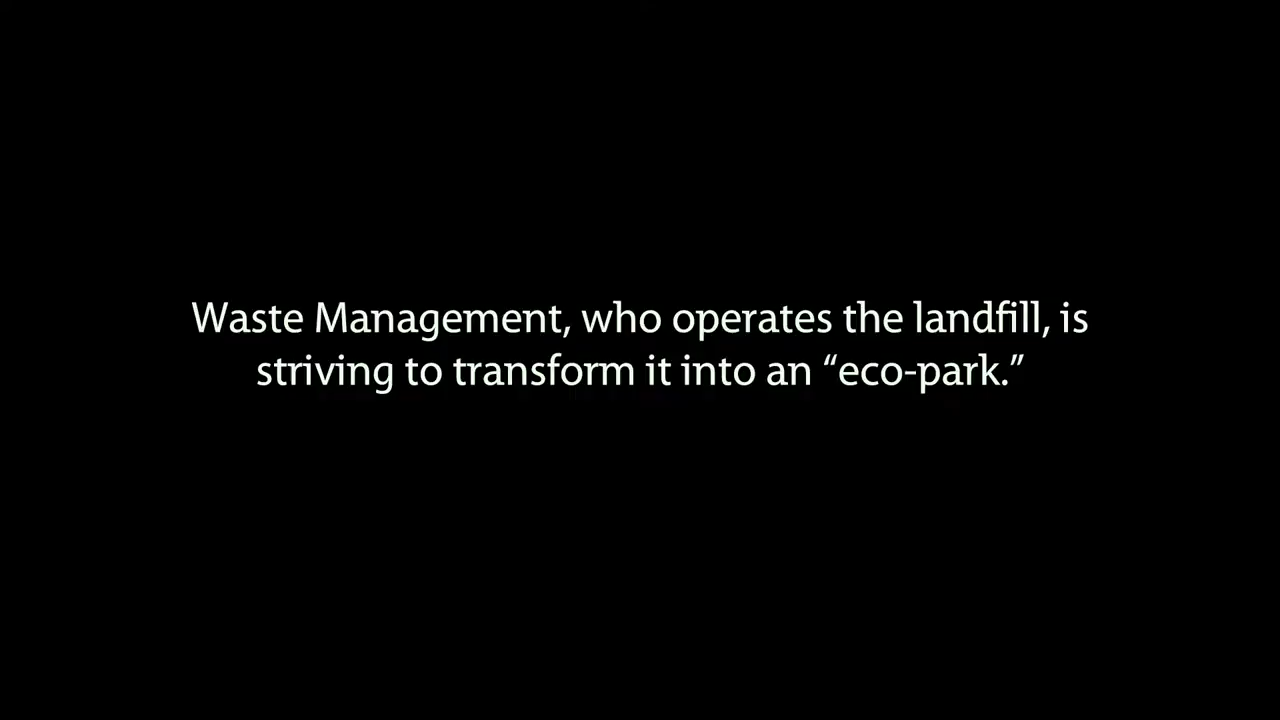 Waste Management, who operates the landfill, is
striving to transform it into an “eco-park.”